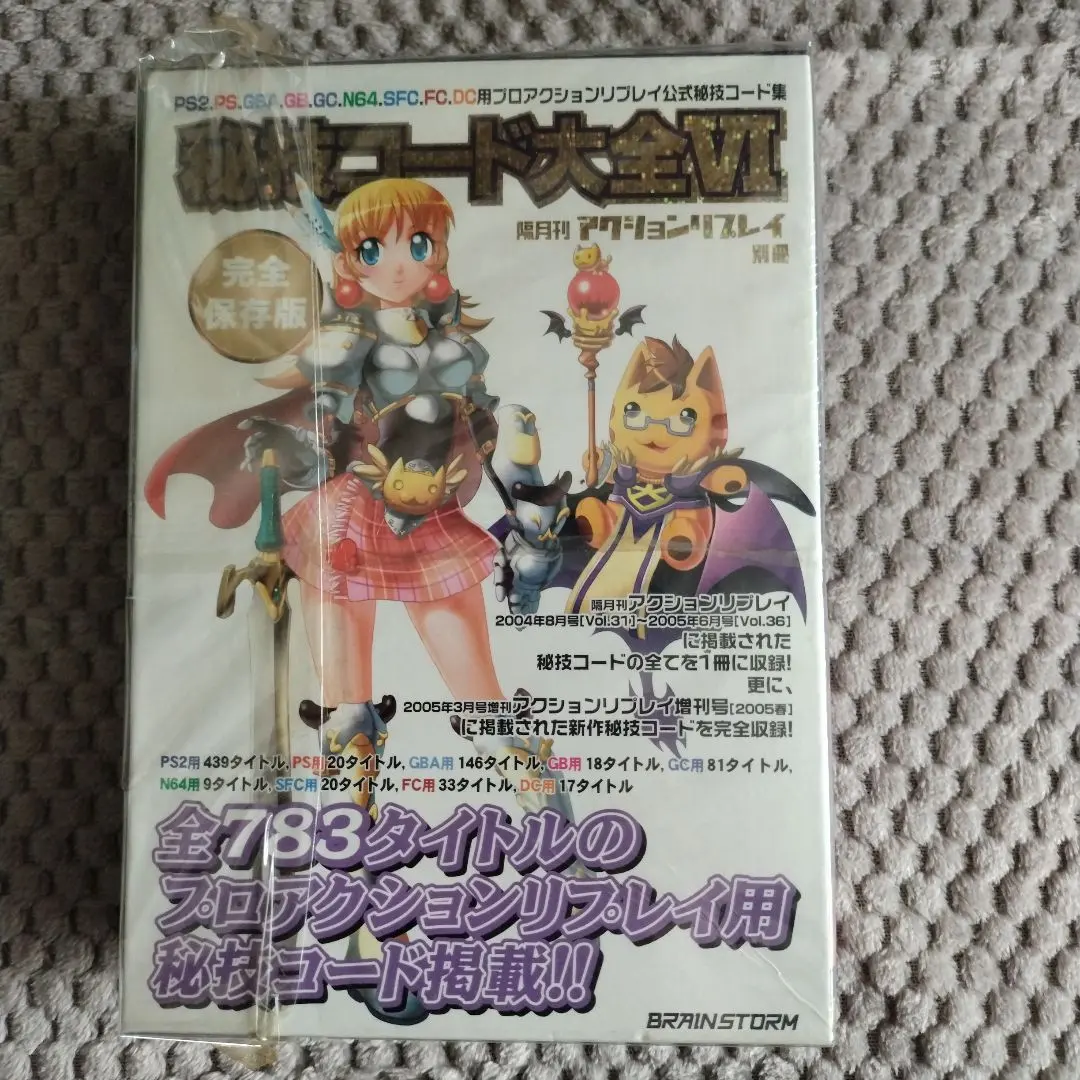 PS2.PS.GBA.GB.GC.N64.SFC.FC.DC用プロアクションリプレイ公式秘技コード集
秘技コード大全VI
隔月刊 アクションリプレイ
別冊
完全
保存版
隔月刊アクションリプレイ
2004年8月号[Vol.31]～2005年6月号[Vol.36]
に掲載された
秘技コードの全てを1冊に収録!
更に、
2005年3月号増刊アクションリプレイ増刊号[2005春]
に掲載された新作秘技コードを完全収録!
PS2用 439タイトル, PS用 20タイトル, GBA用 146タイトル, GB用 18タイトル, GC用 81タイトル,
N64用 9タイトル, SFC用 20タイトル, FC用 33タイトル, DC用 17タイトル
全783タイトルの
プロアクションリプレイ用
秘技コード掲載!!
BRAINSTORM